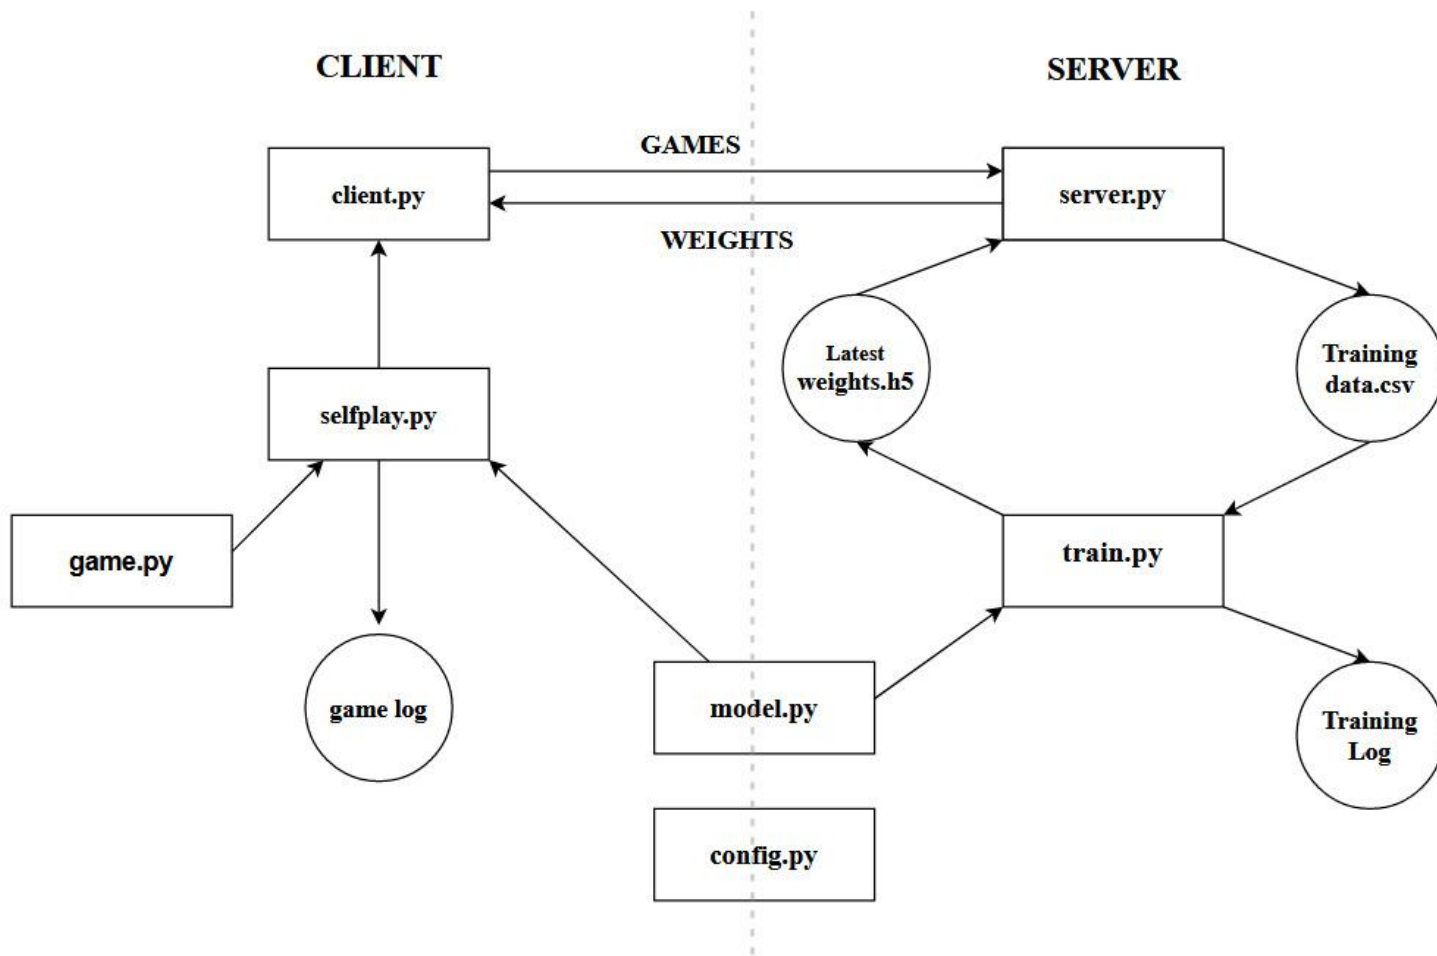 CLIENT
SERVER
GAMES
client.py
server.py
WEIGHTS
Latest
weights.h5
Training
data.csv
selfplay.py
game.py
train.py
game log
model.py
Training
Log
config.py